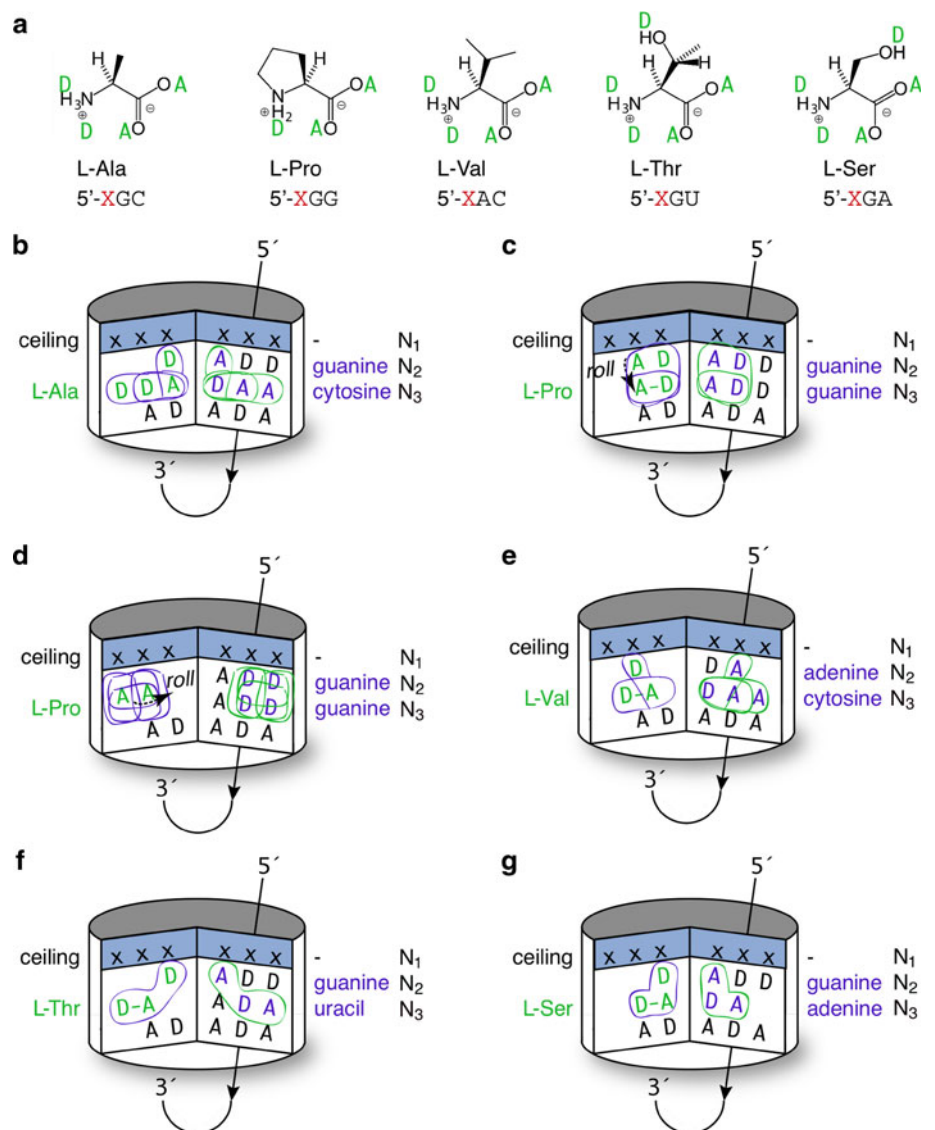 a
D
H
H3N
⊕
D
A
O
⊖
O A
D
H
N
H2
⊕
D
A
O
⊖
O A
D
H
H3N
⊕
D
A
O
⊖
O A
D
HO
H
H
D
H3N
⊕
D
A
O
⊖
O A
D
OH
H
D
H3N
⊕
D
O A
⊖
A O
L-Ala L-Pro L-Val L-Thr L-Ser
5'-XGC 5'-XGG 5'-XAC 5'-XGU 5'-XGA
b
5´
ceiling x x x x x x - N1
D A D D guanine N2
L-Ala D D A D A A cytosine N3
A D A D A
3´
c
5´
ceiling x x x x x x - N1
roll A D A D D guanine N2
L-Pro A-D A D D guanine N3
A D A D A
3´
d
5´
ceiling x x x x x x - N1
roll A D D guanine N2
L-Pro A A A D D guanine N3
A D A D A
3´
e
5´
ceiling x x x x x x - N1
D D A adenine N2
L-Val D-A D A A cytosine N3
A D A D A
3´
f
5´
ceiling x x x x x x - N1
D A D D guanine N2
L-Thr D-A A D A uracil N3
A D A D A
3´
g
5´
ceiling x x x x x x - N1
D A D D guanine N2
L-Ser D-A D A adenine N3
A D A D A
3´